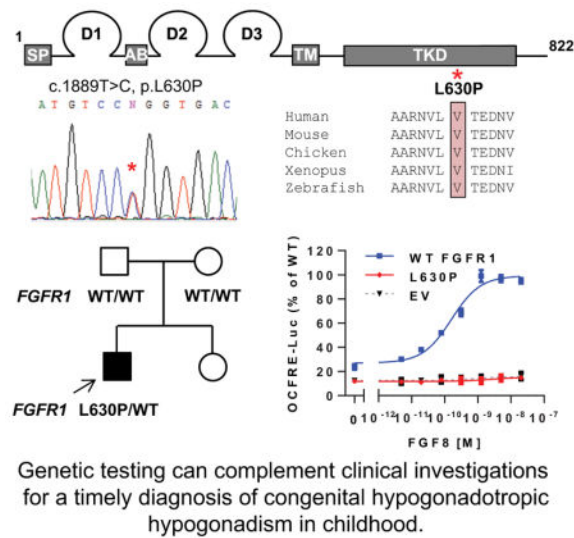 1
SP
D1
AB
D2
D3
TM
TKD
822
*
L630P
c.1889T>C, p.L630P
A T G T C C N G G T G A C
*
Human AARNVL V TEDNV
Mouse AARNVL V TEDNV
Chicken AARNVL V TEDNV
Xenopus AARNVL V TEDNI
Zebrafish AARNVL V TEDNV
FGFR1 WT/WT WT/WT
FGFR1 L630P/WT
OCFRE-Luc (% of WT)
120
100
80
60
40
20
0
WT FGFR1
L630P
EV
0 10⁻¹² 10⁻¹¹ 10⁻¹⁰ 10⁻⁹ 10⁻⁸ 10⁻⁷
FGF8 [M]
Genetic testing can complement clinical investigations
for a timely diagnosis of congenital hypogonadotropic
hypogonadism in childhood.